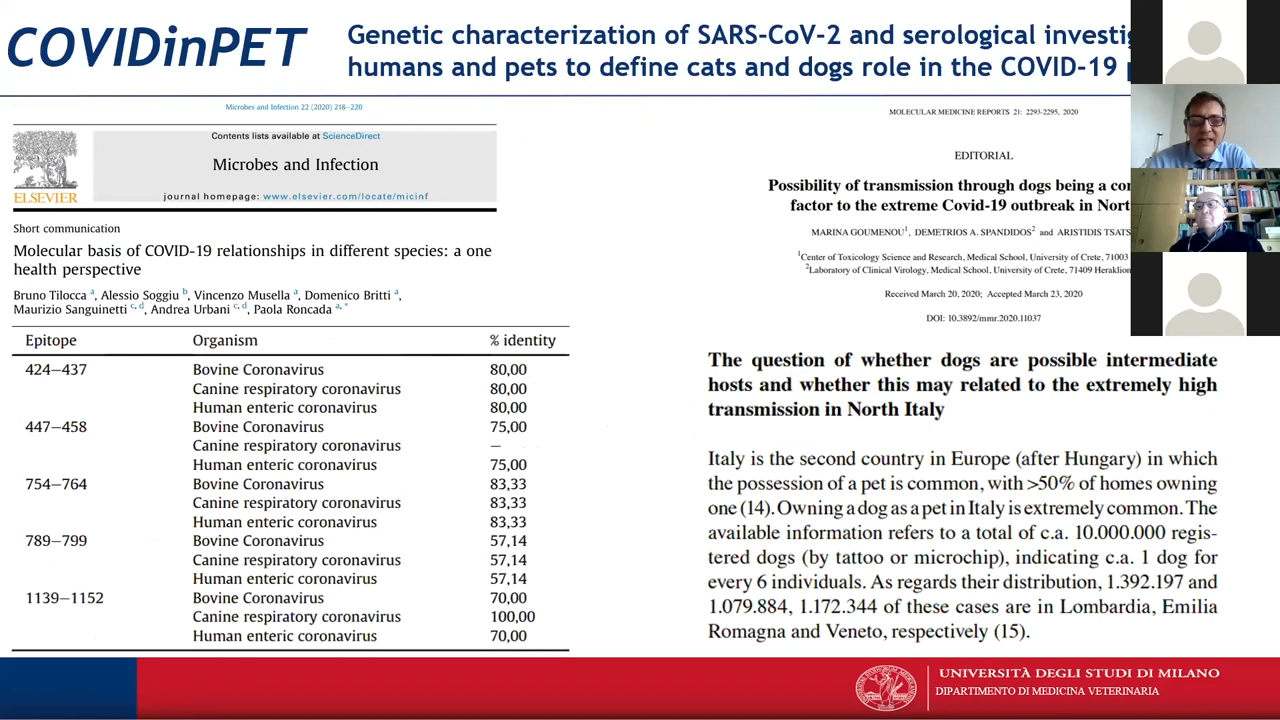 COVIDinPET
Genetic characterization of SARS-CoV-2 and serological
humans and pets to define cats and dogs role in the COVID-19
Microbes and Infection 22 (2020) 218–220
Contents lists available at ScienceDirect
Microbes and Infection
journal homepage: www.elsevier.com/locate/micinf
ELSEVIER
Short communication
Molecular basis of COVID-19 relationships in different species: a one
health perspective
Bruno Tilocca a, Alessio Soggiu b, Vincenzo Musella a, Domenico Britti a,
Maurizio Sanguinetti c, d, Andrea Urbani c, d, Paola Roncada a, *
Epitope Organism % identity
424–437 Bovine Coronavirus 80,00
Canine respiratory coronavirus 80,00
Human enteric coronavirus 80,00
447–458 Bovine Coronavirus 75,00
Canine respiratory coronavirus –
Human enteric coronavirus 75,00
754–764 Bovine Coronavirus 83,33
Canine respiratory coronavirus 83,33
Human enteric coronavirus 83,33
789–799 Bovine Coronavirus 57,14
Canine respiratory coronavirus 57,14
Human enteric coronavirus 57,14
1139–1152 Bovine Coronavirus 70,00
Canine respiratory coronavirus 100,00
Human enteric coronavirus 70,00
MOLECULAR MEDICINE REPORTS 21: 2293-2295, 2020
EDITORIAL
Possibility of transmission through dogs being a
factor to the extreme Covid-19 outbreak in
MARINA GOUMENOU1, DEMETRIOS A. SPANDIDOS2 and ARISTIDIS
1Center of Toxicology Science and Research, Medical School, University of Crete, 71003
2Laboratory of Clinical Virology, Medical School, University of Crete, 71409
Received March 20, 2020; Accepted March 23, 2020
DOI: 10.3892/mmr.2020.11037
The question of whether dogs are possible intermediate
hosts and whether this may related to the extremely high
transmission in North Italy
Italy is the second country in Europe (after Hungary) in which
the possession of a pet is common, with >50% of homes owning
one (14). Owning a dog as a pet in Italy is extremely common. The
available information refers to a total of c.a. 10.000.000 regis-
tered dogs (by tattoo or microchip), indicating c.a. 1 dog for
every 6 individuals. As regards their distribution, 1.392.197 and
1.079.884, 1.172.344 of these cases are in Lombardia, Emilia
Romagna and Veneto, respectively (15).
UNIVERSITÀ DEGLI STUDI DI MILANO
DIPARTIMENTO DI MEDICINA VETERINARIA